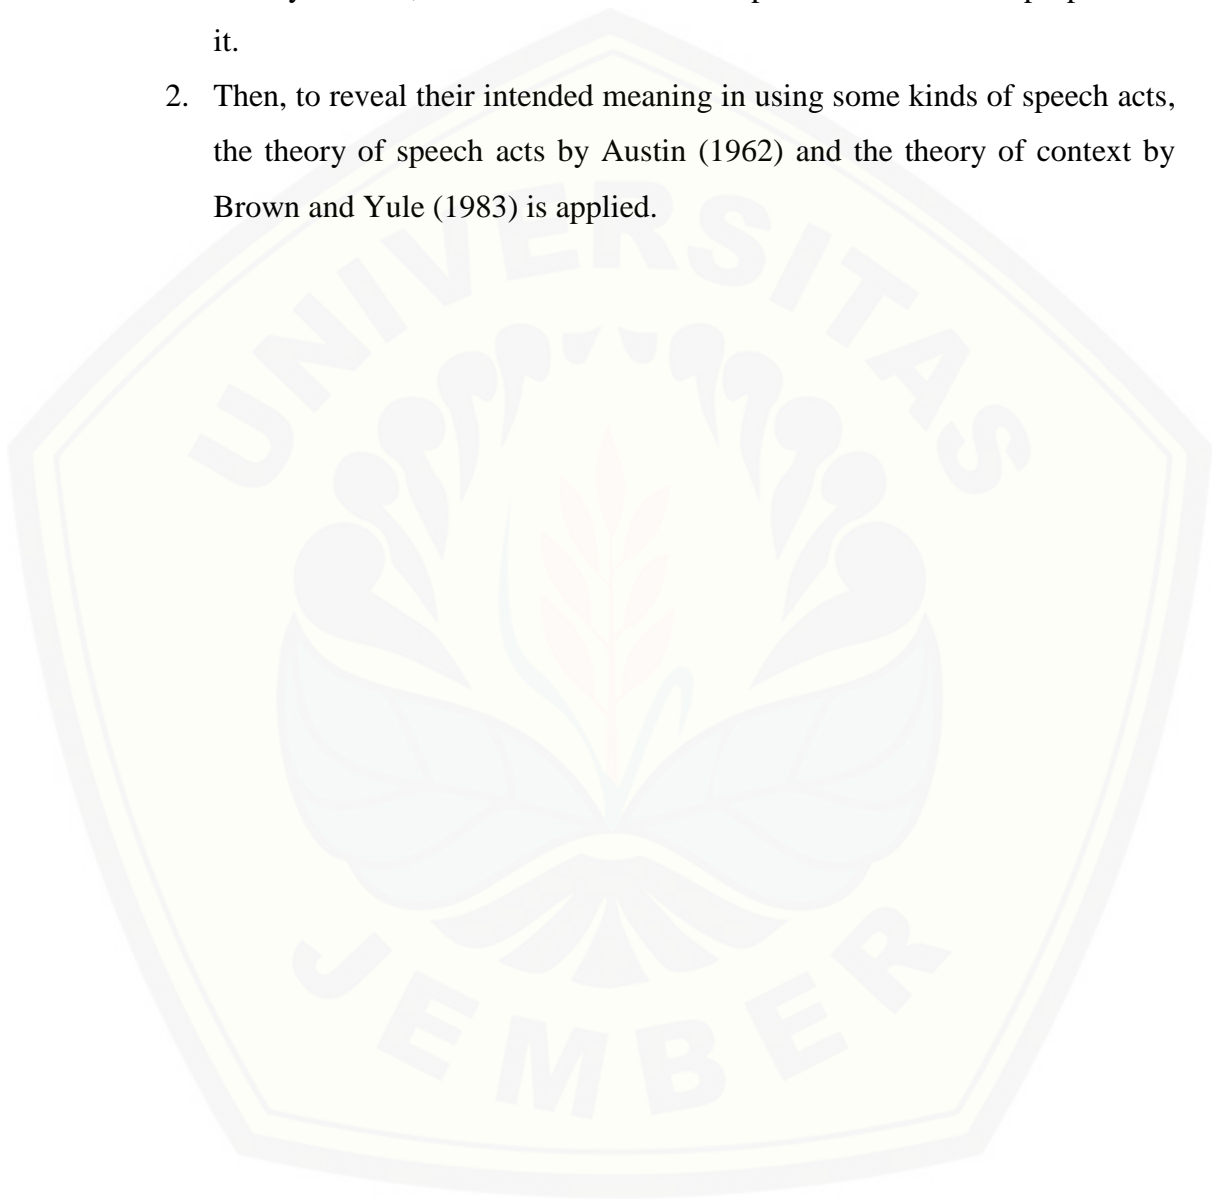 it.
2. Then, to reveal their intended meaning in using some kinds of speech acts,
the theory of speech acts by Austin (1962) and the theory of context by
Brown and Yule (1983) is applied.
UNIVERSITAS
JEMBER